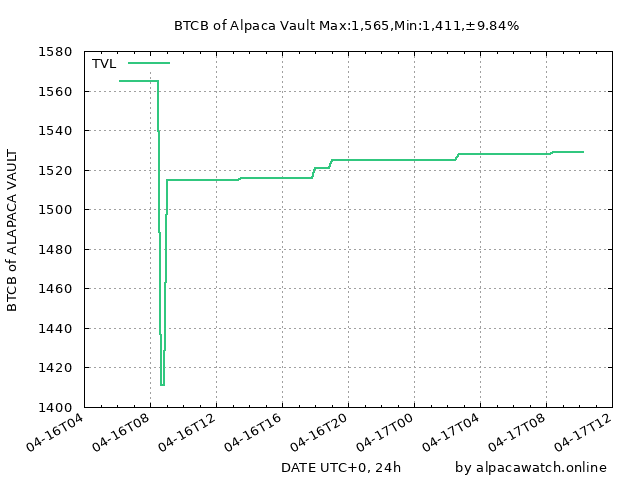 BTCB of Alpaca Vault Max:1,565,Min:1,411,±9.84%
TVL
1580
1560
1540
1520
1500
1480
1460
1440
1420
1400
BTCB of ALAPACA VAULT
04-16T04
04-16T08
04-16T12
04-16T16
04-16T20
04-17T00
04-17T04
04-17T08
04-17T12
DATE UTC+0, 24h
by alpacawatch.online